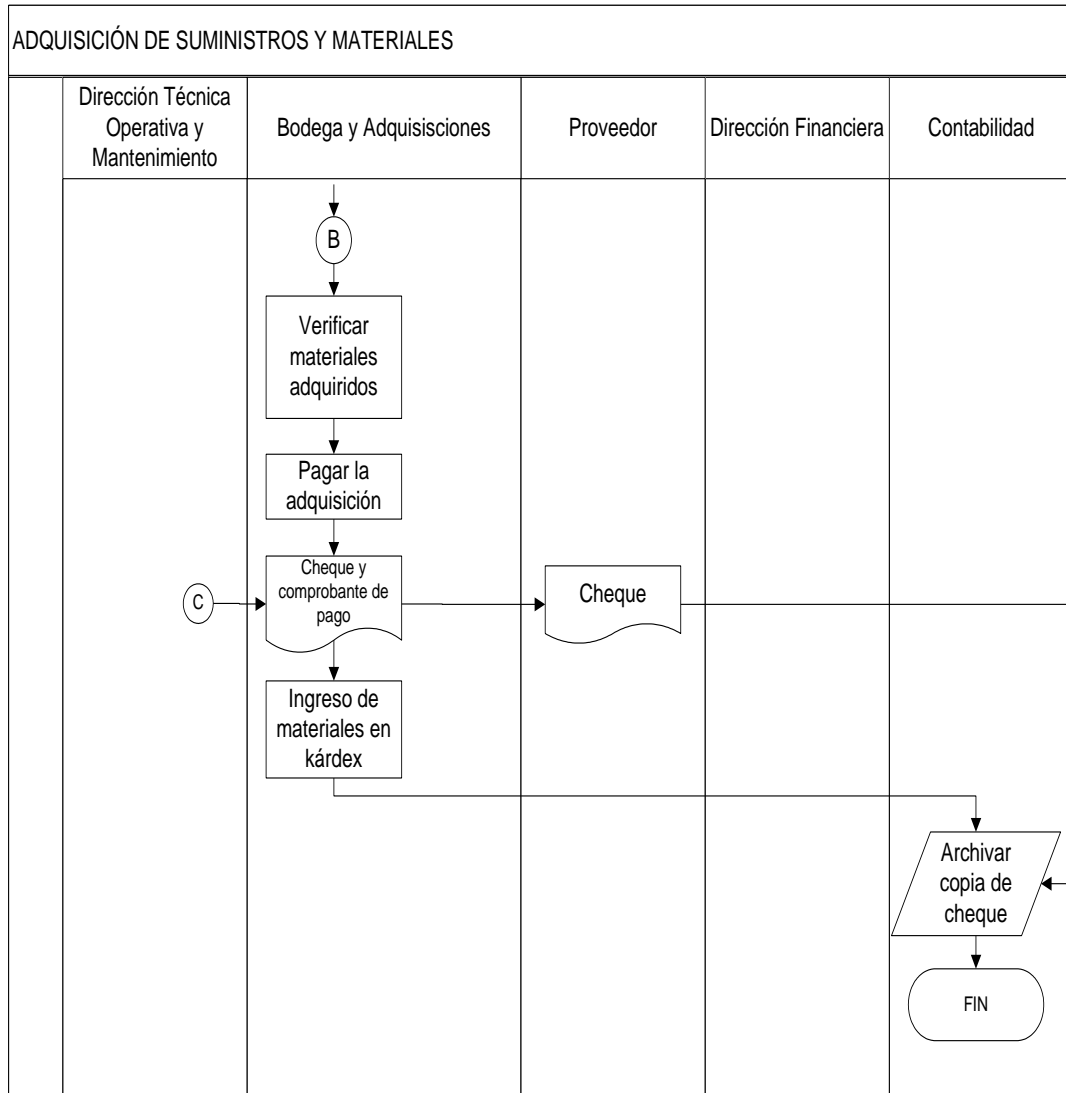 ADQUISICIÓN DE SUMINISTROS Y MATERIALES
Dirección Técnica
Operativa y
Mantenimiento
Bodega y Adquisisciones
Proveedor
Dirección Financiera
Contabilidad
B
Verificar
materiales
adquiridos
Pagar la
adquisición
C
Cheque y
comprobante de
pago
Cheque
Ingreso de
materiales en
kárdex
Archivar
copia de
cheque
FIN